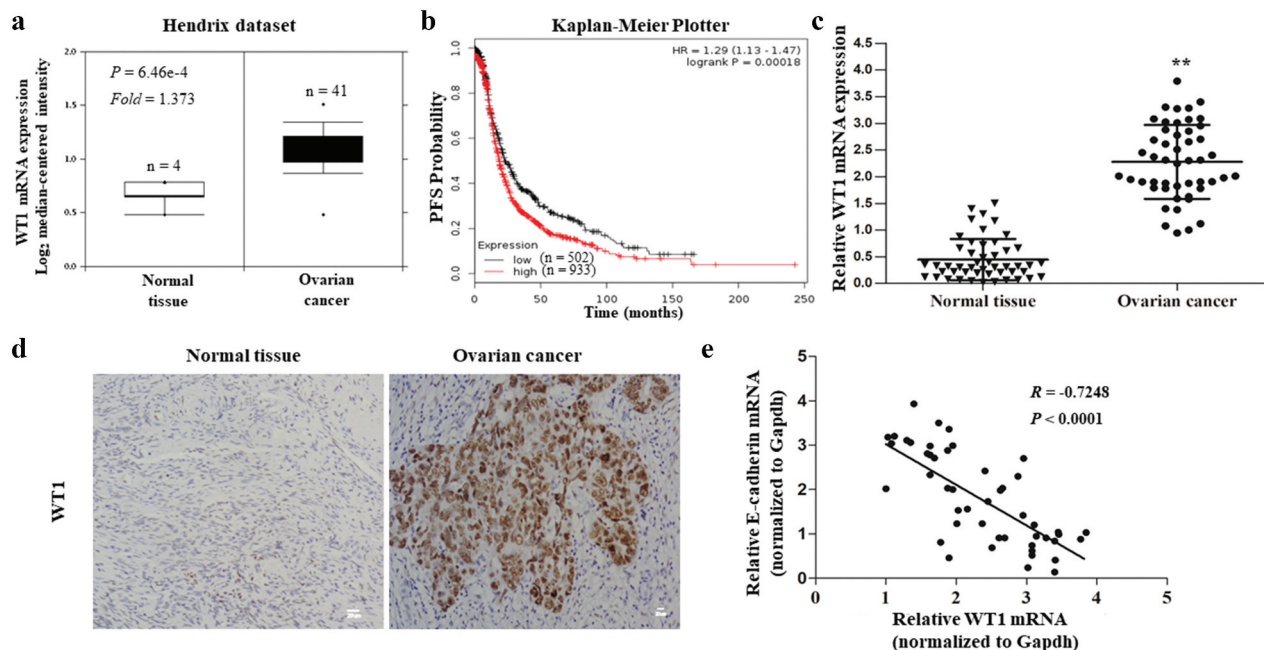 a
Hendrix dataset
WT1 mRNA expression
Log₂ median-centered intensity
2.0
1.5
1.0
0.5
0.0
P = 6.46e-4
Fold = 1.373
n = 4
n = 41
Normal
tissue
Ovarian
cancer
b
Kaplan-Meier Plotter
HR = 1.29 (1.13 - 1.47)
logrank P = 0.00018
PFS Probability
1.0
0.8
0.6
0.4
0.2
0.0
Expression
low (n = 502)
high (n = 933)
0 50 100 150 200 250
Time (months)
c
Relative WT1 mRNA expression
4.5
4.0
3.5
3.0
2.5
2.0
1.5
1.0
0.5
0.0
**
Normal tissue
Ovarian cancer
d
Normal tissue
Ovarian cancer
WT1
e
Relative E-cadherin mRNA
(normalized to Gapdh)
5
4
3
2
1
0
R = -0.7248
P < 0.0001
0 1 2 3 4 5
Relative WT1 mRNA
(normalized to Gapdh)